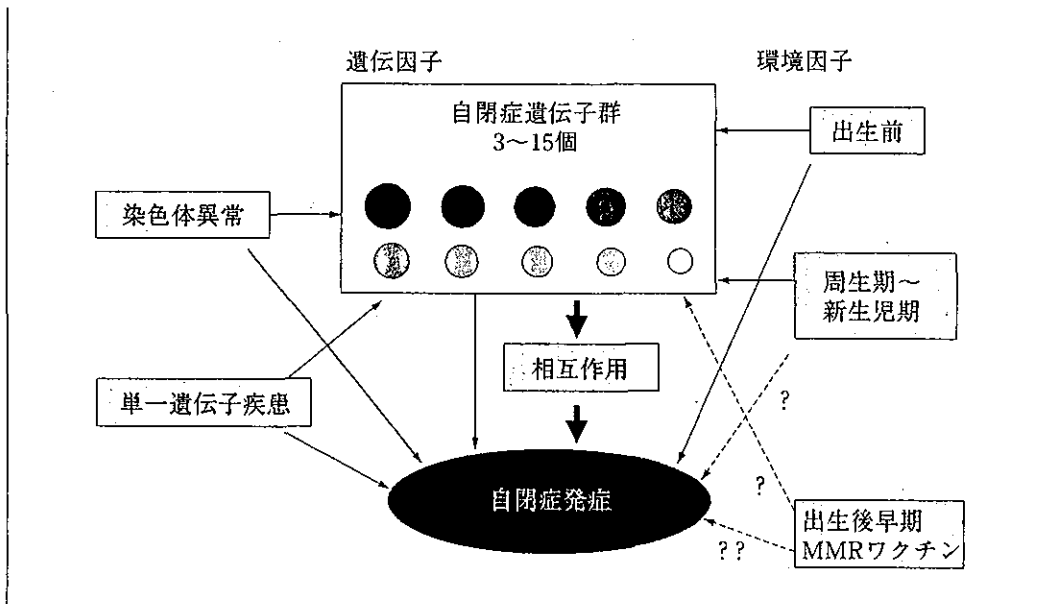 遺伝因子
環境因子
自閉症遺伝子群
3〜15個
出生前
染色体異常
周生期〜
新生児期
相互作用
単一遺伝子疾患
?
?
自閉症発症
出生後早期
MMRワクチン
??